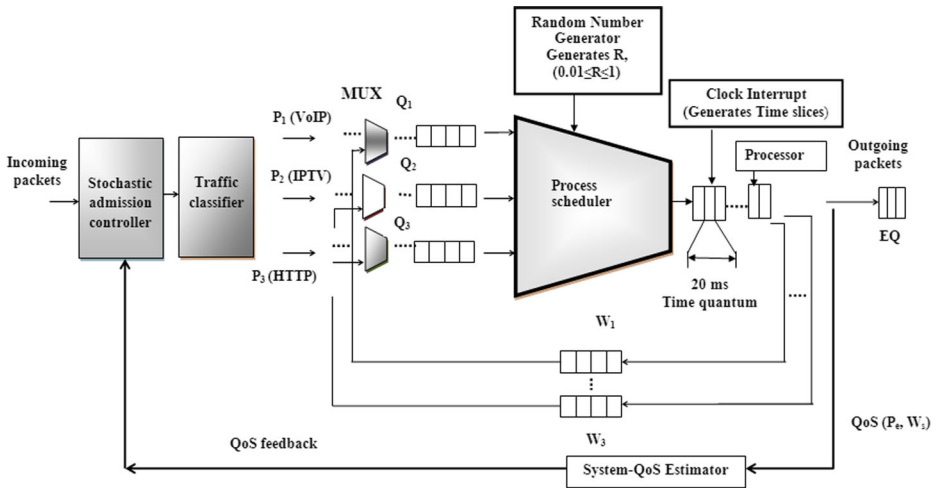 Random Number
Generator
Generates R,
(0.01≤R≤1)
Clock Interrupt
(Generates Time slices)
MUX
Q1
P1 (VoIP)
Processor
Outgoing
packets
Incoming
packets
Stochastic
admission
controller
Traffic
classifier
P2 (IPTV)
Q2
Process
scheduler
Q3
EQ
P3 (HTTP)
20 ms
Time quantum
W1
W3
QoS (Pe, Ws)
QoS feedback
System-QoS Estimator